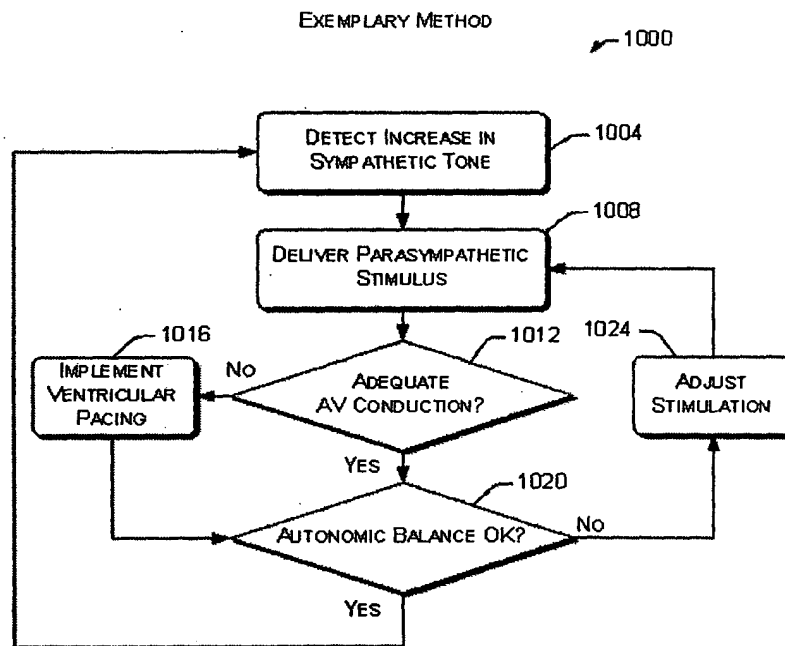 EXEMPLARY METHOD
1000
DETECT INCREASE IN
SYMPATHETIC TONE
1004
1008
DELIVER PARASYMPATHETIC
STIMULUS
1016
1012
1024
NO
IMPLEMENT
VENTRICULAR
PACING
ADEQUATE
AV CONDUCTION?
ADJUST
STIMULATION
YES
1020
AUTONOMIC BALANCE OK?
NO
YES